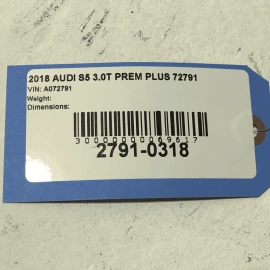 2018 AUDI S5 3.0T PREM PLUS 72791
VIN: A072791
Weight:
Dimensions:
30000000069617
2791-0318